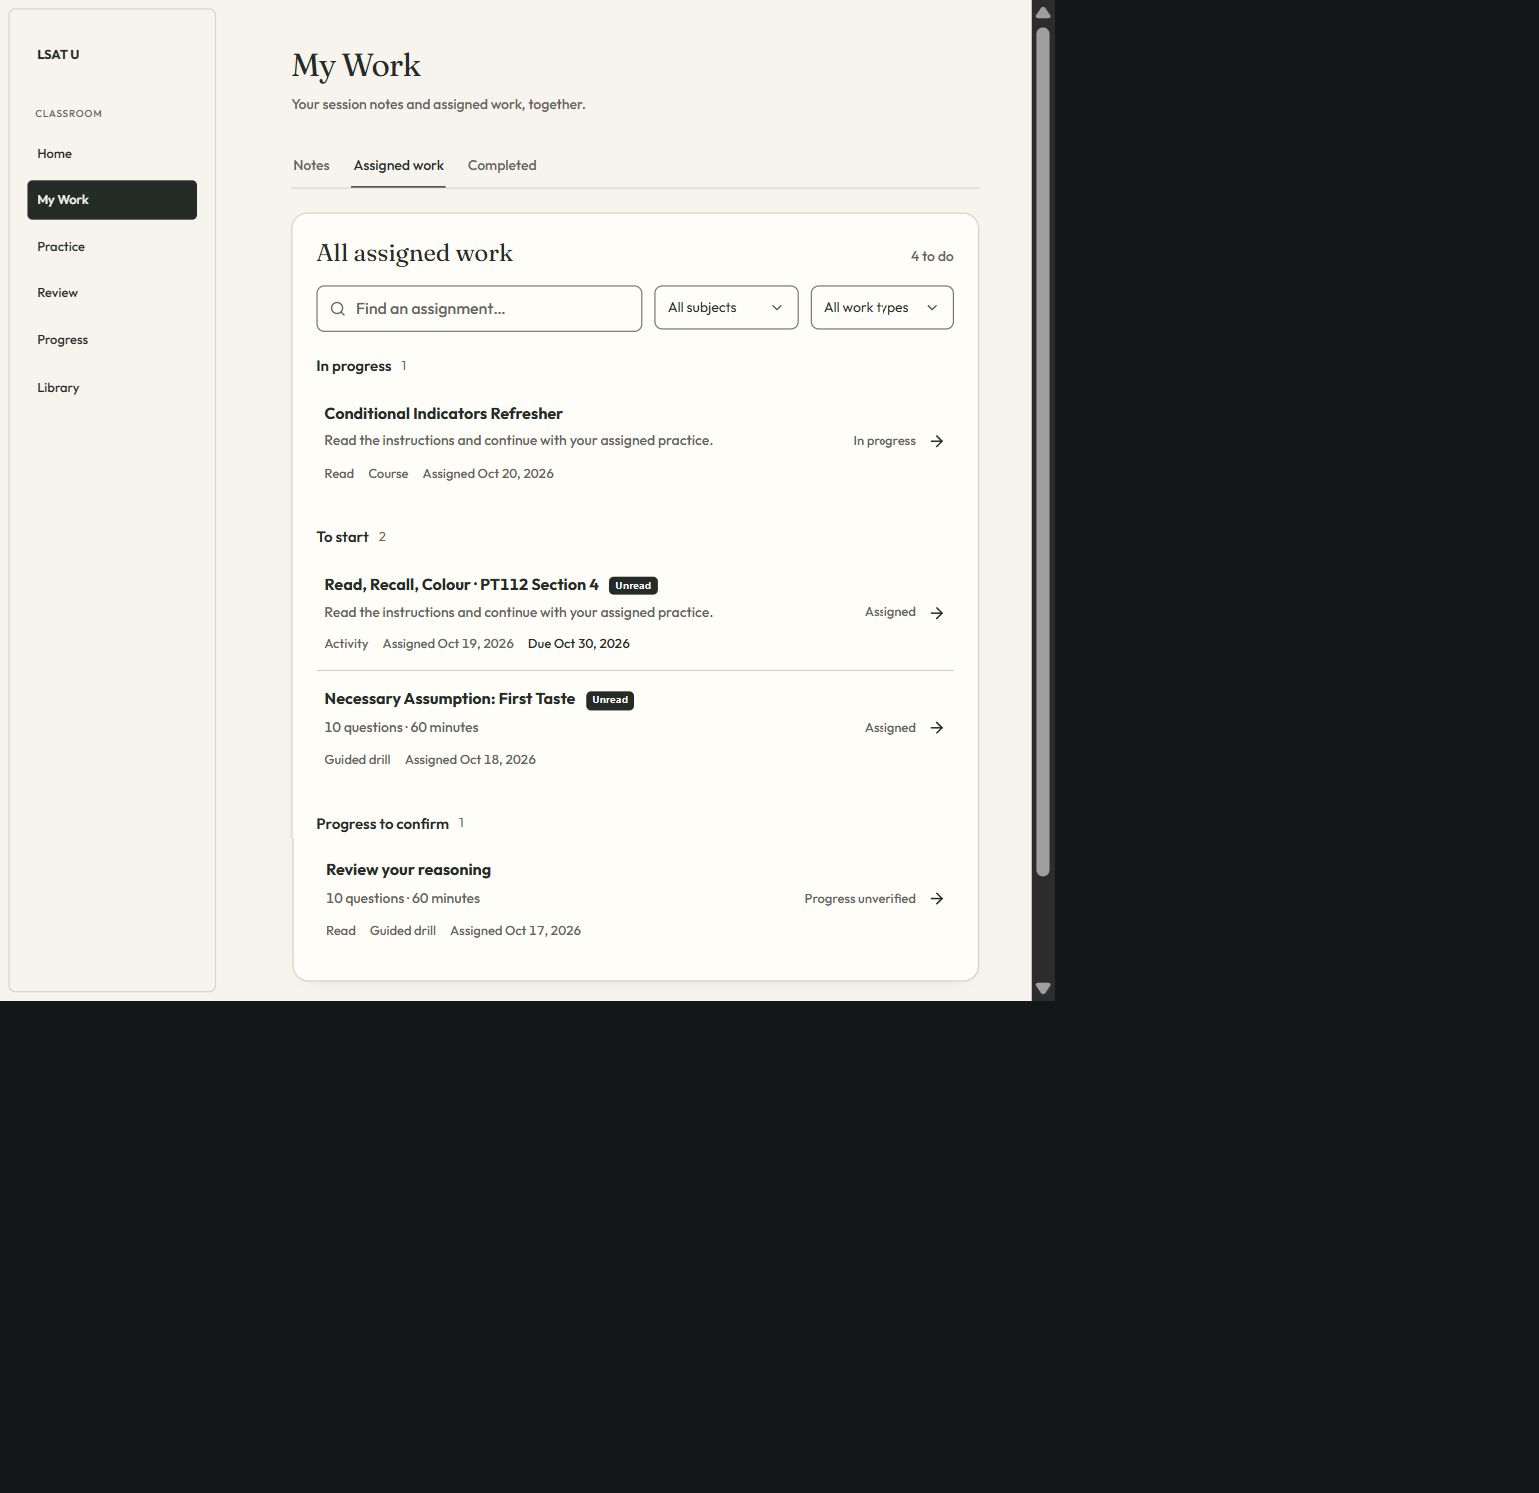 LSAT U
CLASSROOM
Home
My Work
Practice
Review
Progress
Library
My Work
Your session notes and assigned work, together.
Notes Assigned work Completed
All assigned work 4 to do
Find an assignment... All subjects All work types
In progress 1
Conditional Indicators Refresher
Read the instructions and continue with your assigned practice. In progress
Read Course Assigned Oct 20, 2026
To start 2
Read, Recall, Colour · PT112 Section 4 Unread
Read the instructions and continue with your assigned practice. Assigned
Activity Assigned Oct 19, 2026 Due Oct 30, 2026
Necessary Assumption: First Taste Unread
10 questions · 60 minutes Assigned
Guided drill Assigned Oct 18, 2026
Progress to confirm 1
Review your reasoning
10 questions · 60 minutes Progress unverified
Read Guided drill Assigned Oct 17, 2026